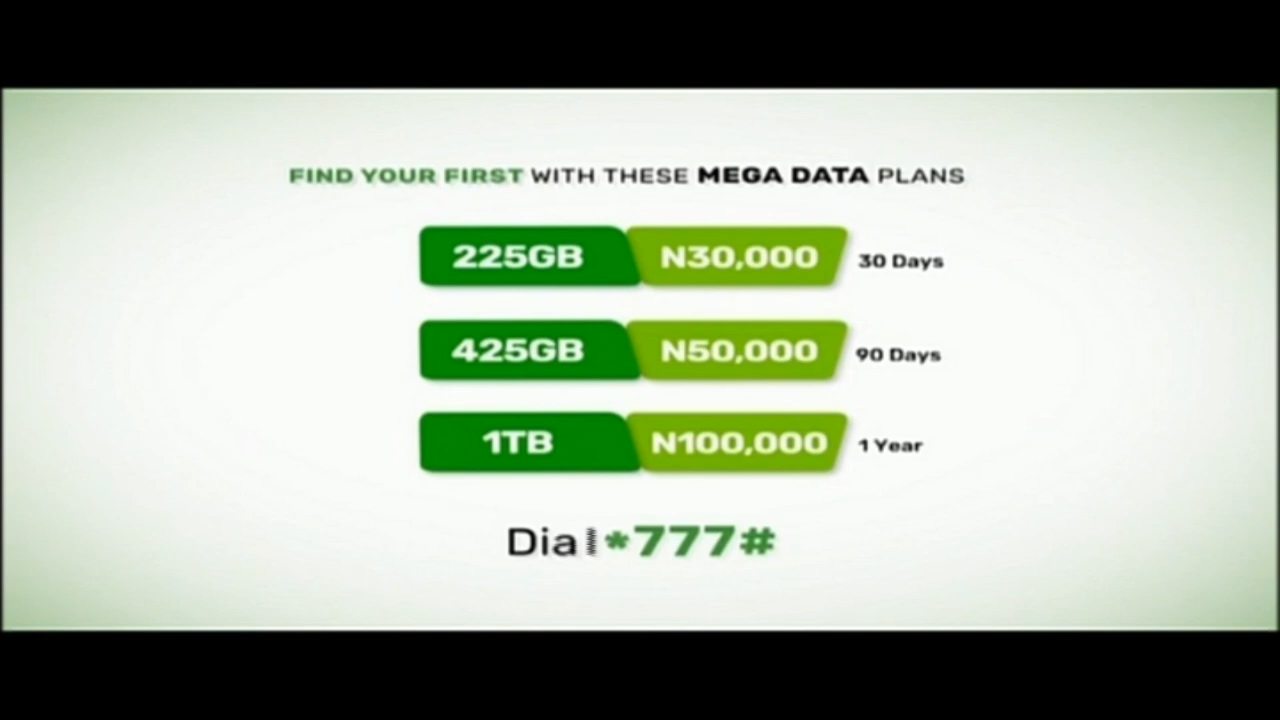 FIND YOUR FIRST WITH THESE MEGA DATA PLANS
225GB N30,000 30 Days
425GB N50,000 90 Days
1TB N100,000 1 Year
Dial *777#